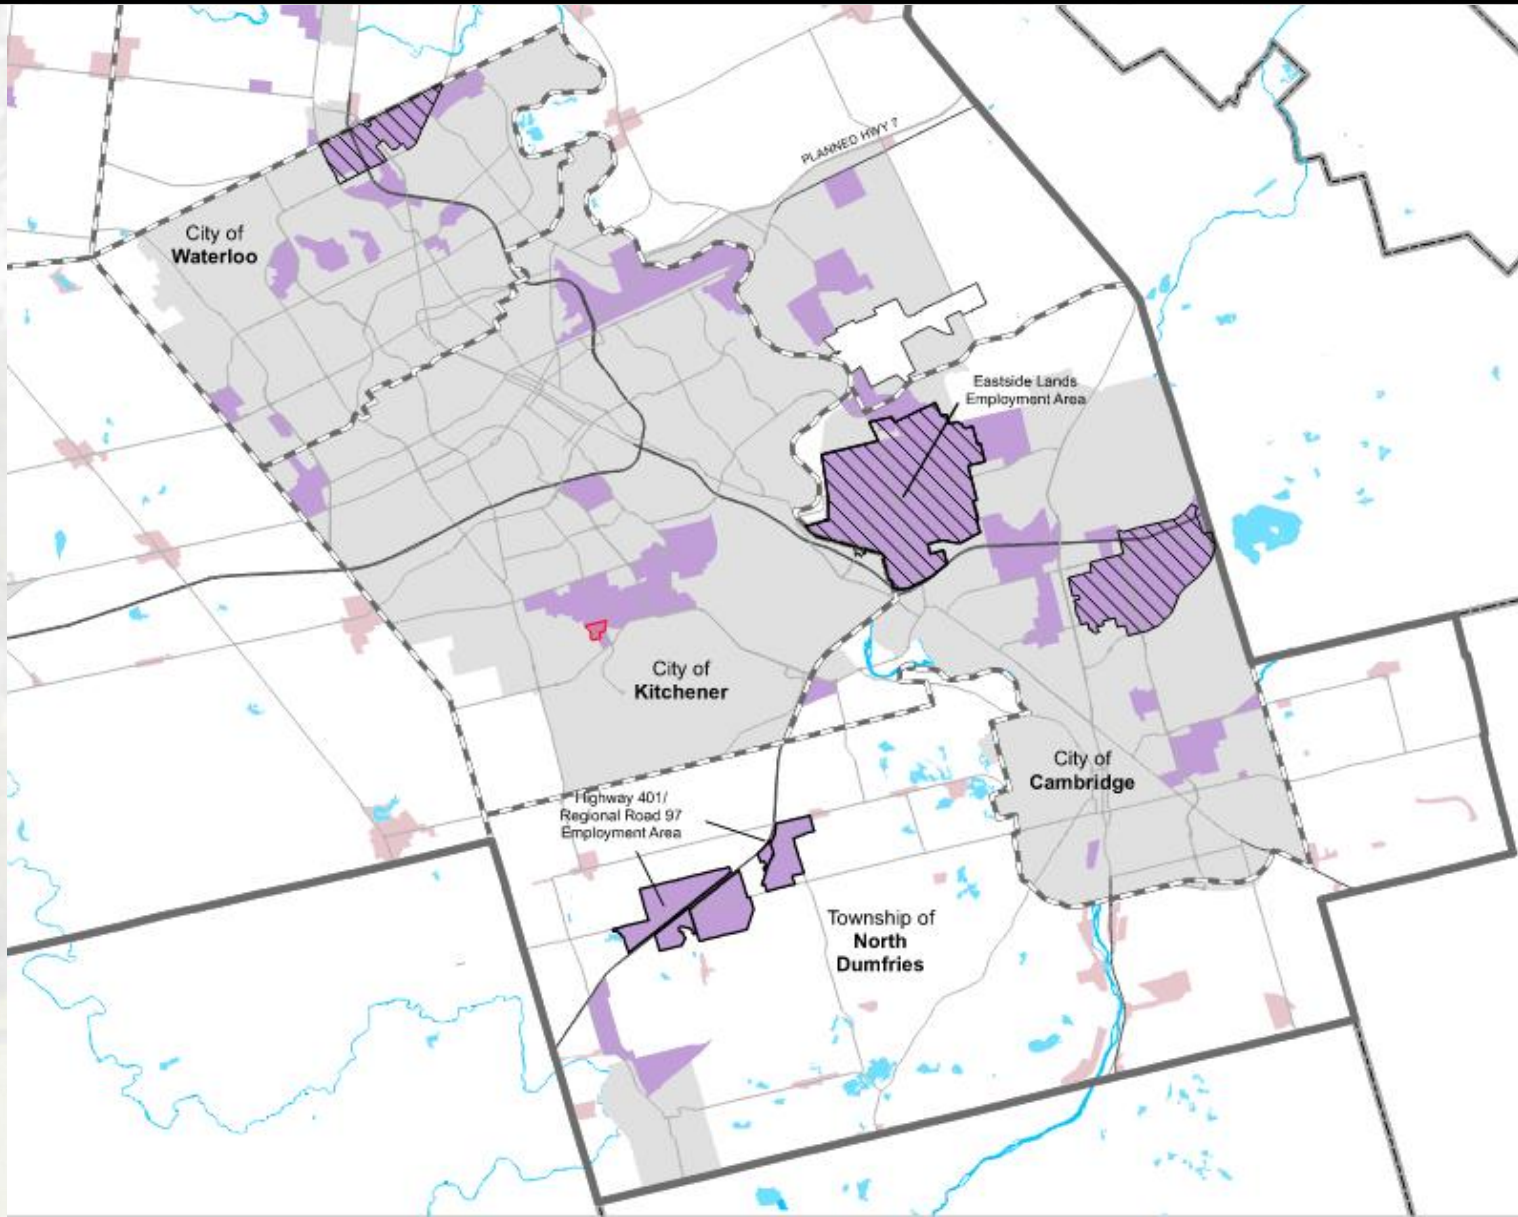 PLANNED HWY 7
City of
Waterloo
Eastside Lands
Employment Area
City of
Kitchener
City of
Cambridge
Highway 401/
Regional Road 97
Employment Area
Township of
North
Dumfries